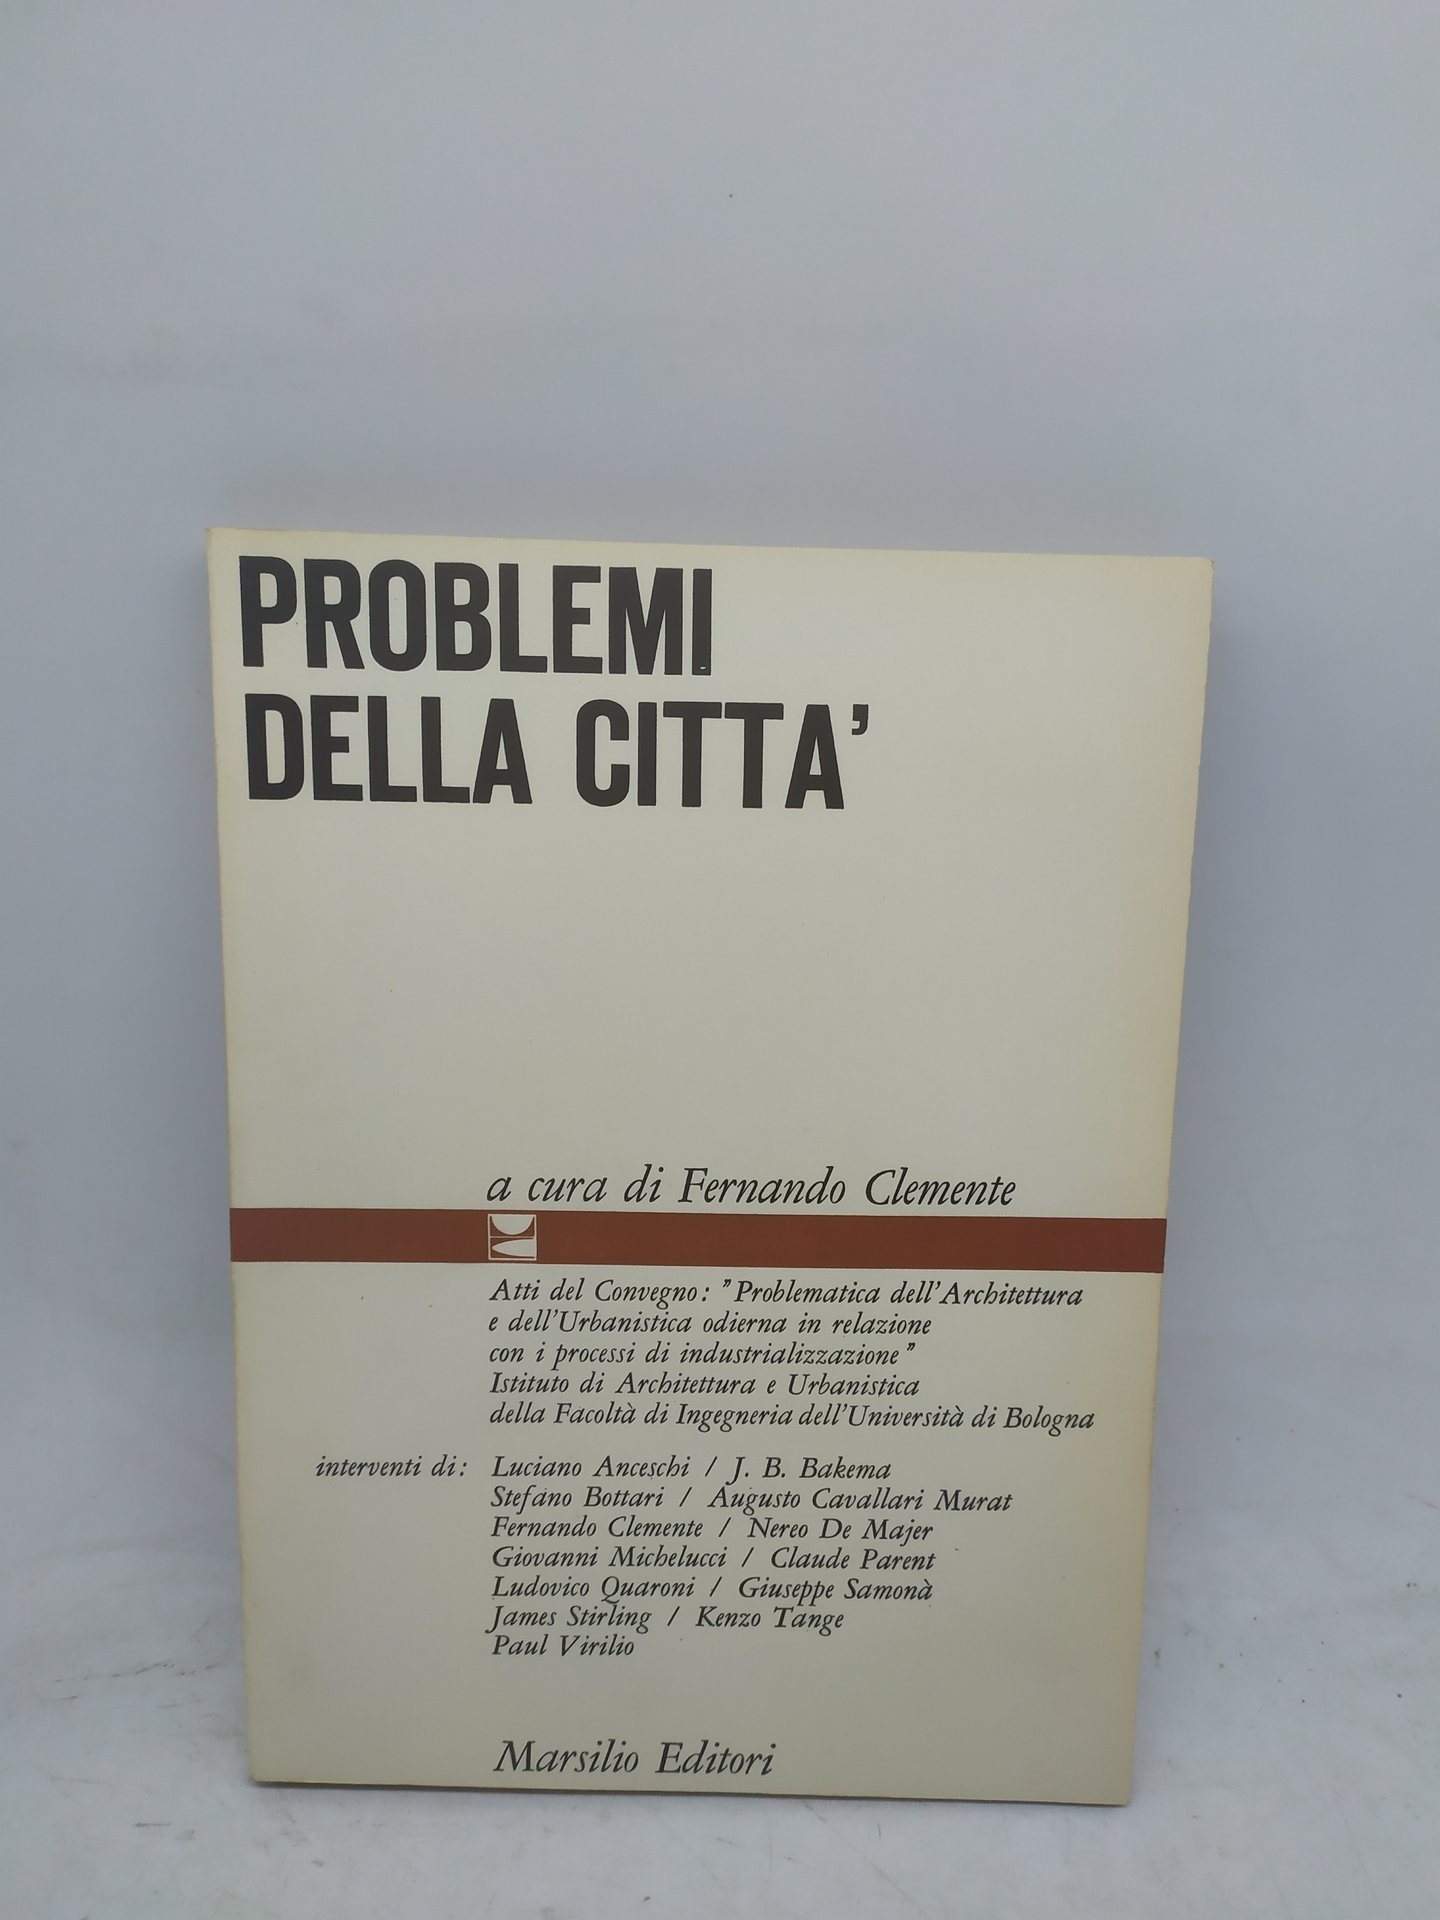 PROBLEMI
DELLA CITTA'
a cura di Fernando Clemente
Atti del Convegno: "Problematica dell'Architettura
e dell'Urbanistica odierna in relazione
con i processi di industrializzazione"
Istituto di Architettura e Urbanistica
della Facoltà di Ingegneria dell'Università di Bologna
interventi di: Luciano Anceschi / J. B. Bakema
Stefano Bottari / Augusto Cavallari Murat
Fernando Clemente / Nereo De Majer
Giovanni Michelucci / Claude Parent
Ludovico Quaroni / Giuseppe Samonà
James Stirling / Kenzo Tange
Paul Virilio
Marsilio Editori